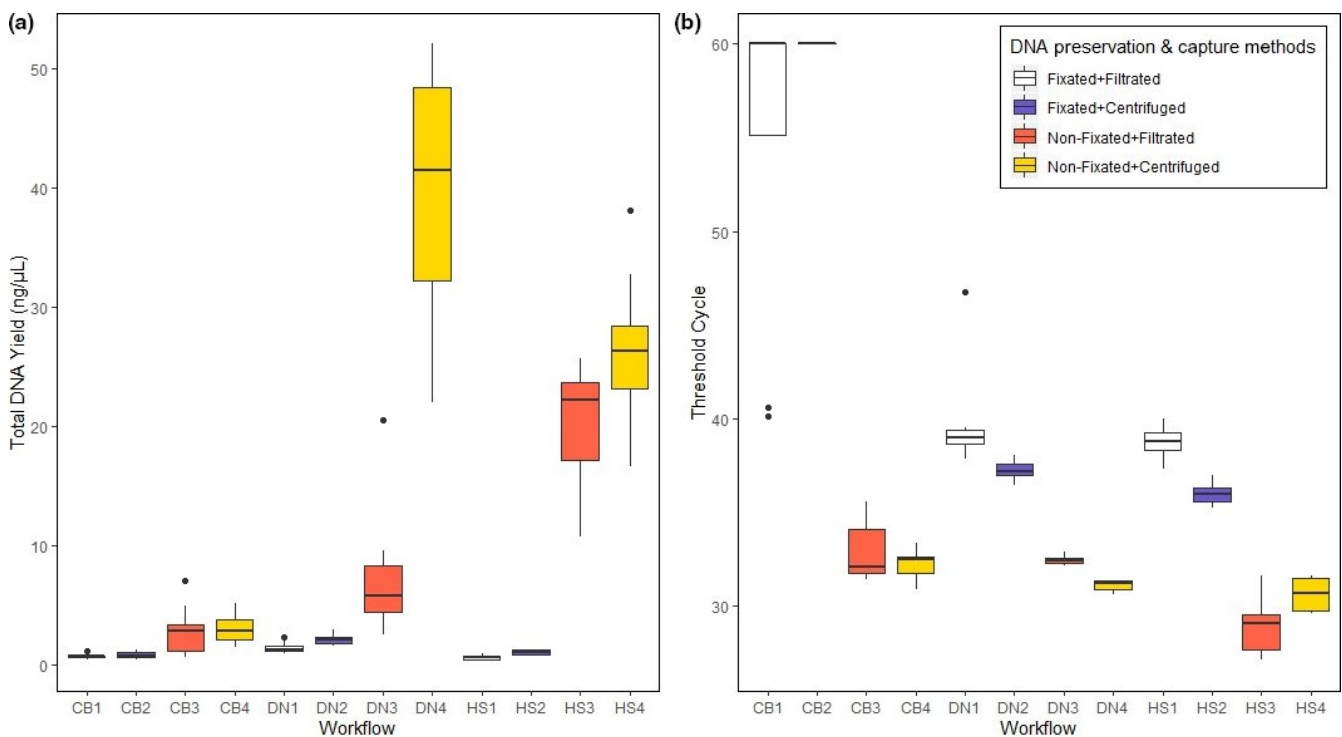 (a)
Total DNA Yield (ng/µL)
50
40
30
20
10
0
CB1 CB2 CB3 CB4 DN1 DN2 DN3 DN4 HS1 HS2 HS3 HS4
Workflow
(b)
Threshold Cycle
60
50
40
30
CB1 CB2 CB3 CB4 DN1 DN2 DN3 DN4 HS1 HS2 HS3 HS4
Workflow
DNA preservation & capture methods
Fixated+Filtrated
Fixated+Centrifuged
Non-Fixated+Filtrated
Non-Fixated+Centrifuged